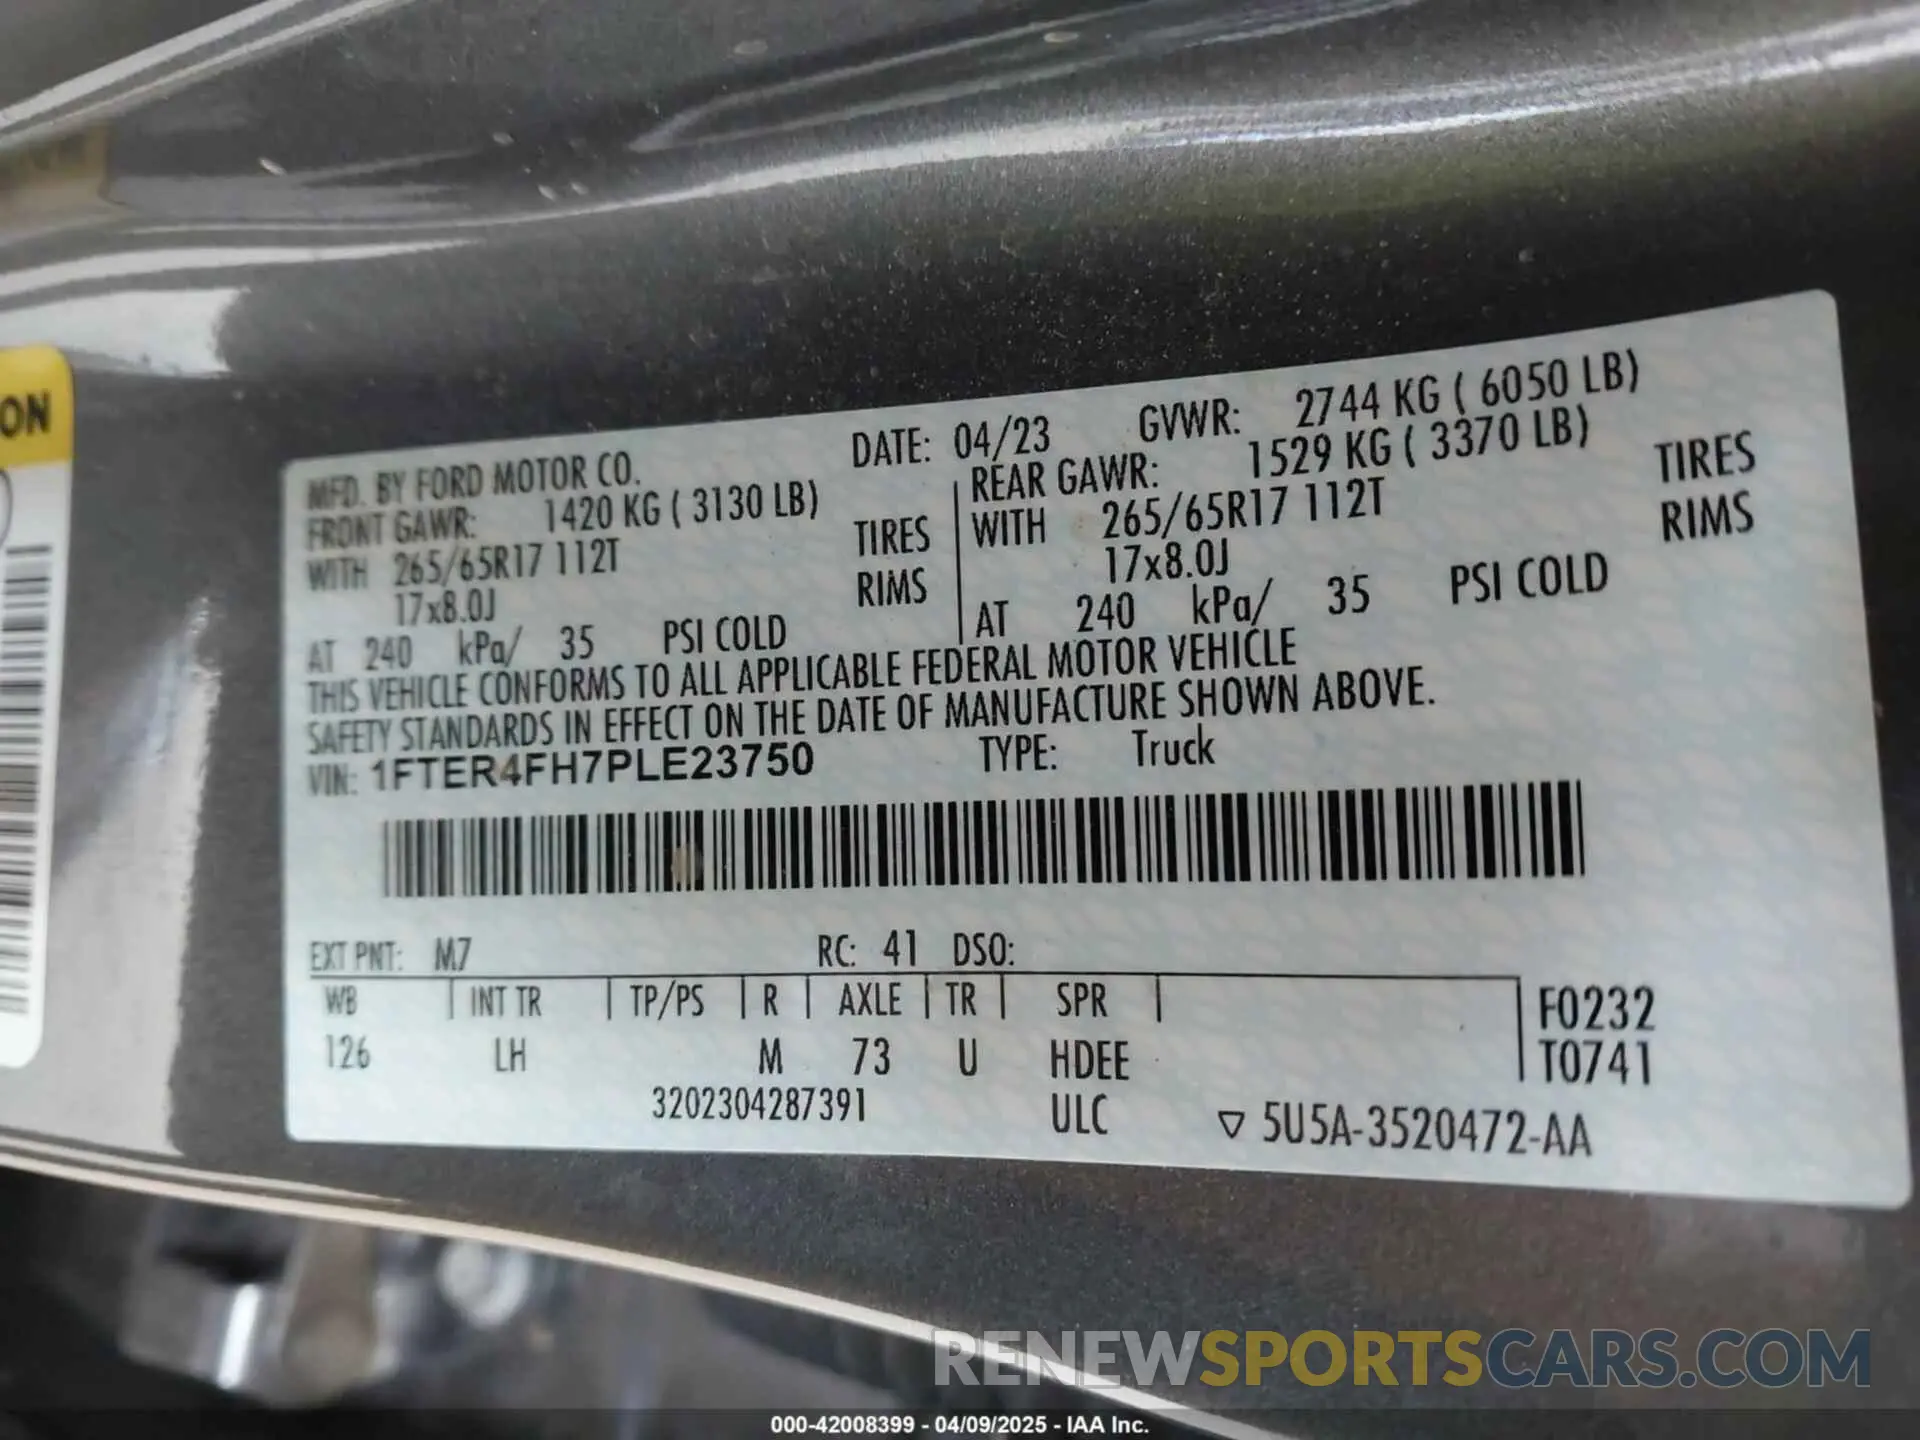 ON
MFD. BY FORD MOTOR CO. DATE: 04/23 GVWR: 2744 KG ( 6050 LB)
FRONT GAWR: 1420 KG ( 3130 LB) REAR GAWR: 1529 KG ( 3370 LB)
WITH 265/65R17 112T TIRES WITH 265/65R17 112T TIRES
17x8.0J RIMS 17x8.0J RIMS
AT 240 kPa/ 35 PSI COLD AT 240 kPa/ 35 PSI COLD
THIS VEHICLE CONFORMS TO ALL APPLICABLE FEDERAL MOTOR VEHICLE
SAFETY STANDARDS IN EFFECT ON THE DATE OF MANUFACTURE SHOWN ABOVE.
VIN: 1FTER4FH7PLE23750 TYPE: Truck
EXT PNT: M7 RC: 41 DSO:
WB INT TR TP/PS R AXLE TR SPR F0232
126 LH M 73 U HDEE T0741
3202304287391 ULC ▽ 5U5A-3520472-AA
RENEWSPORTSCARS.COM
000-42008399 - 04/09/2025 - IAA Inc.